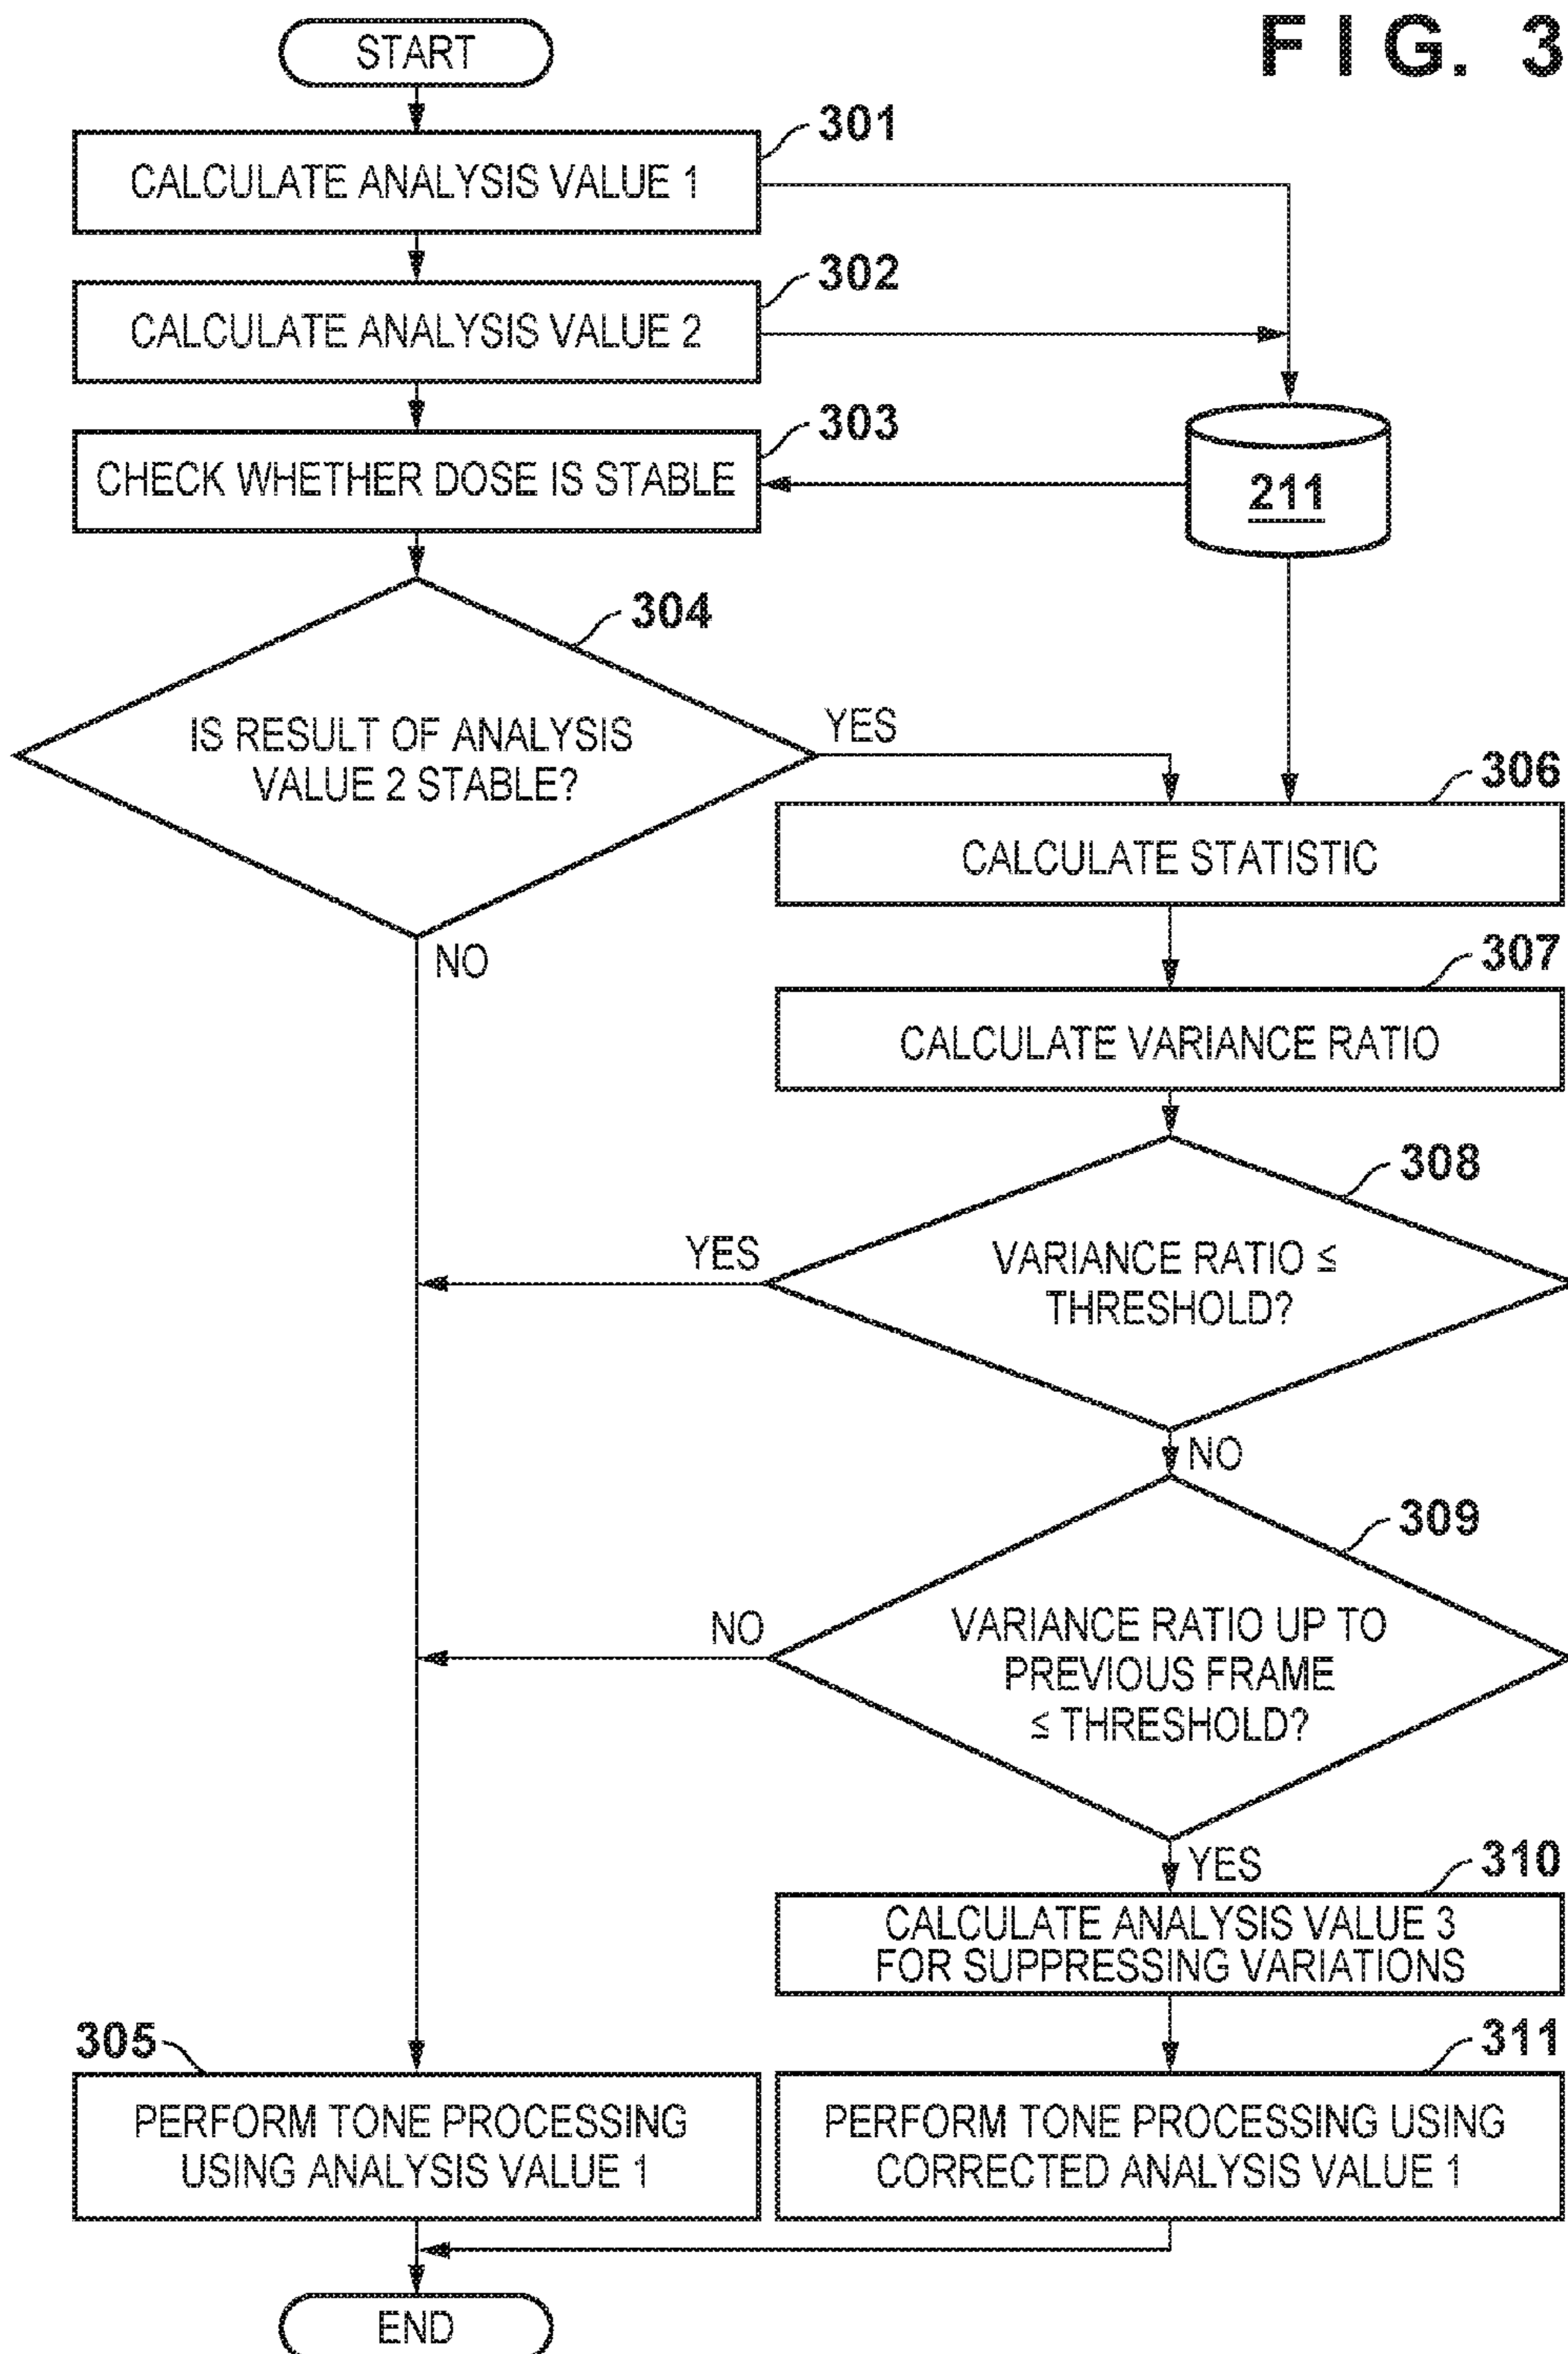 FIG. 3
START
301
CALCULATE ANALYSIS VALUE 1
302
CALCULATE ANALYSIS VALUE 2
303
CHECK WHETHER DOSE IS STABLE
211
304
IS RESULT OF ANALYSIS
VALUE 2 STABLE?
YES
NO
306
CALCULATE STATISTIC
307
CALCULATE VARIANCE RATIO
308
VARIANCE RATIO ≤
THRESHOLD?
YES
NO
309
VARIANCE RATIO UP TO
PREVIOUS FRAME
≤ THRESHOLD?
NO
YES
310
CALCULATE ANALYSIS VALUE 3
FOR SUPPRESSING VARIATIONS
305
PERFORM TONE PROCESSING
USING ANALYSIS VALUE 1
311
PERFORM TONE PROCESSING USING
CORRECTED ANALYSIS VALUE 1
END